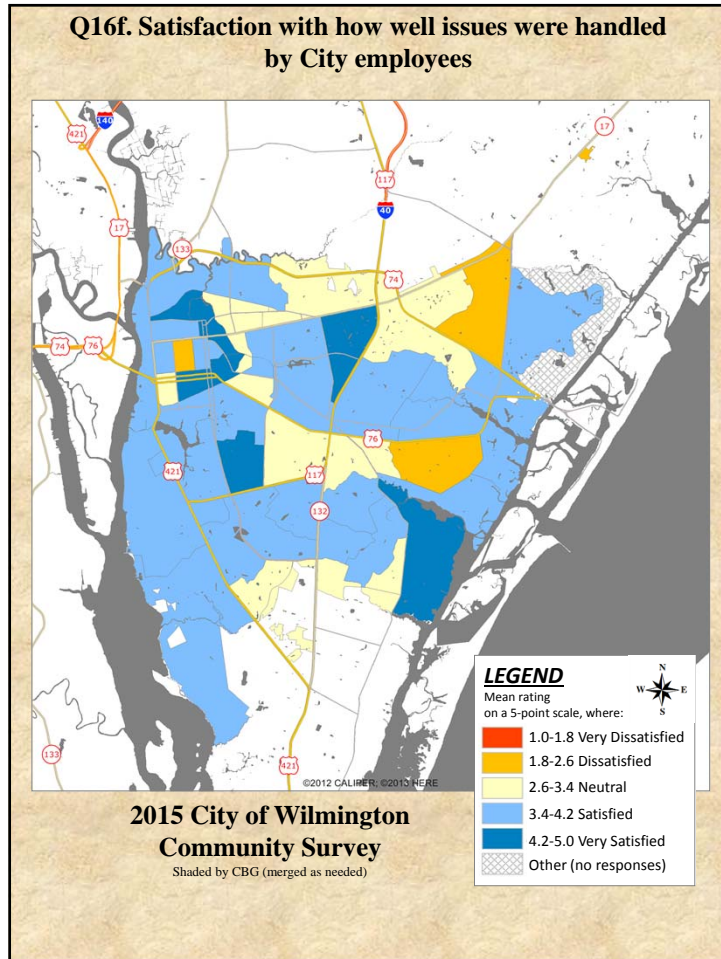 Q16f. Satisfaction with how well issues were handled
by City employees
140
421
17
117
17
40
133
74
74
76
76
421
117
132
133
421
©2012 CALIPER; ©2013 HERE
LEGEND
Mean rating
on a 5-point scale, where:
N
W E
S
1.0-1.8 Very Dissatisfied
1.8-2.6 Dissatisfied
2.6-3.4 Neutral
3.4-4.2 Satisfied
4.2-5.0 Very Satisfied
Other (no responses)
2015 City of Wilmington
Community Survey
Shaded by CBG (merged as needed)